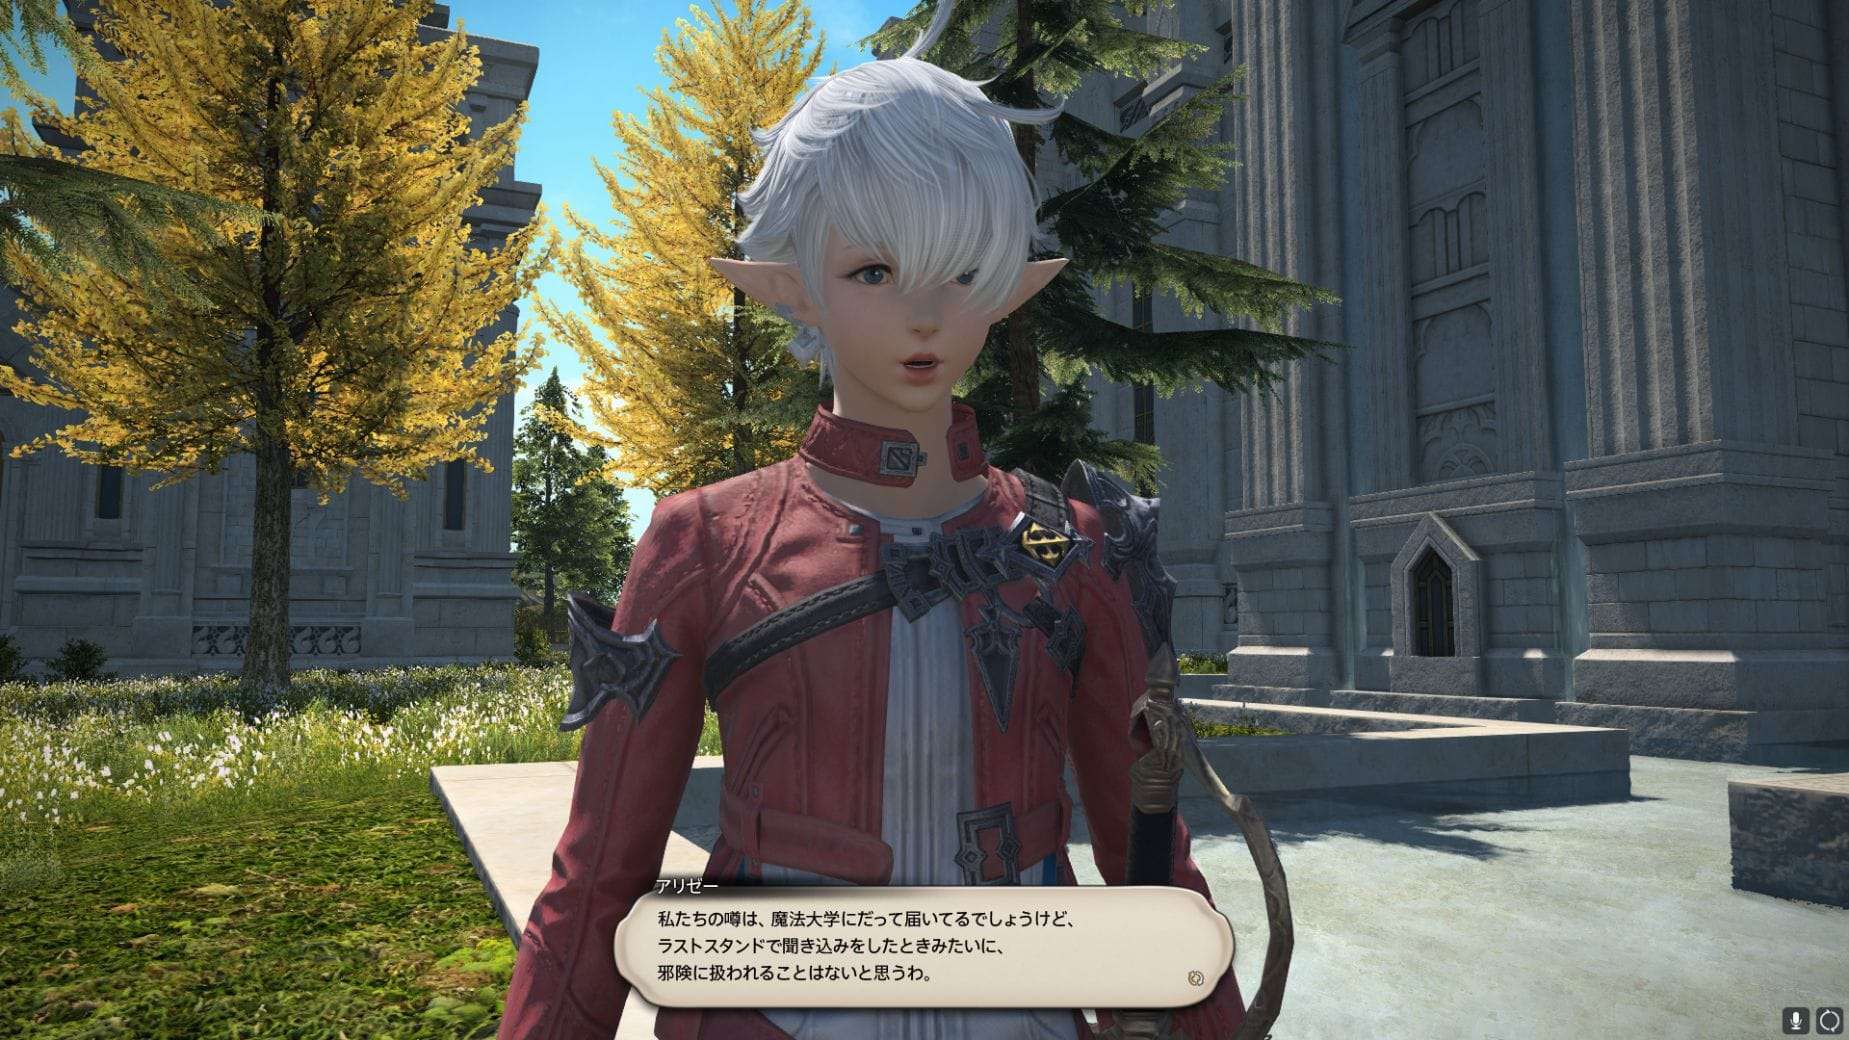 アリゼー
私たちの噂は、魔法大学にだって届いてるでしょうけど、
ラストスタンドで聞き込みをしたときみたいに、
邪険に扱われることはないと思うわ。